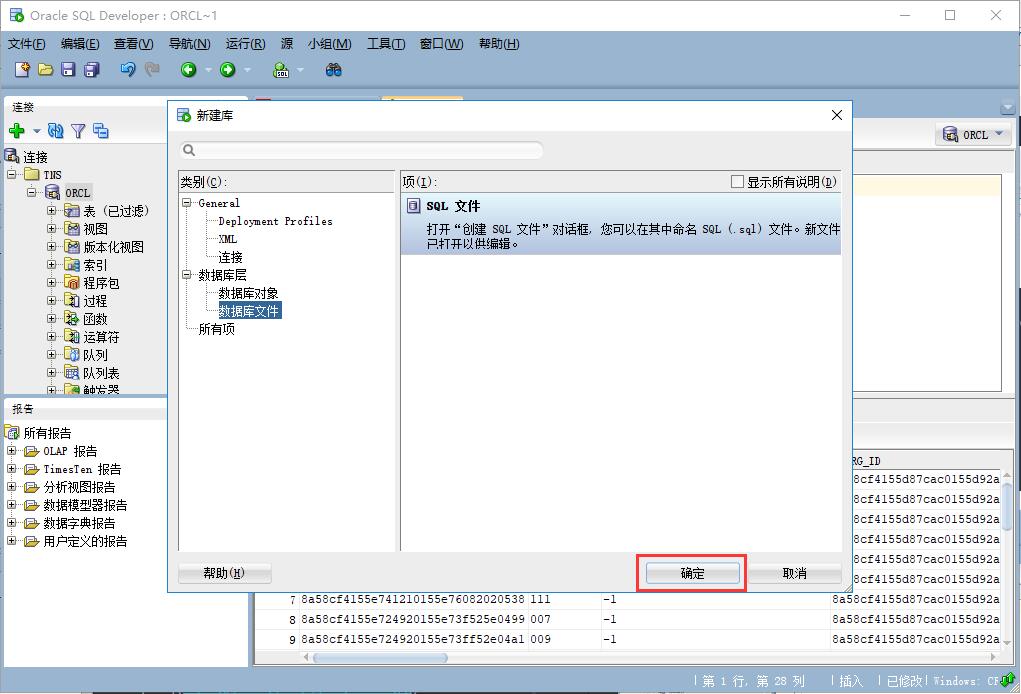 Oracle SQL Developer : ORCL~1
文件(F) 编辑(E) 查看(V) 导航(N) 运行(R) 源 小组(M) 工具(T) 窗口(W) 帮助(H)
连接
ORCL
连接
TNS
ORCL
表（已过滤）
视图
版本化视图
索引
程序包
过程
函数
运算符
队列
队列表
触发器
报告
所有报告
OLAP 报告
TimesTen 报告
分析视图报告
数据模型器报告
数据字典报告
用户定义的报告
新建库
类别(C):
General
Deployment Profiles
XML
连接
数据库层
数据库对象
数据库文件
所有项
项(I):
显示所有说明(D)
SQL 文件
打开“创建 SQL 文件”对话框, 您可以在其中命名 SQL (.sql) 文件。新文件
已打开以供编辑。
帮助(H)
确定
取消
RG_ID
8cf4155d87cac0155d92a
8cf4155d87cac0155d92a
8cf4155d87cac0155d92a
8cf4155d87cac0155d92a
8cf4155d87cac0155d92a
8cf4155d87cac0155d92a
7 8a58cf4155e741210155e76082020538 111 -1 8a58cf4155d87cac0155d92a
8 8a58cf4155e724920155e73f525e0499 007 -1 8a58cf4155d87cac0155d92a
9 8a58cf4155e724920155e73ff52e04a1 009 -1 8a58cf4155d87cac0155d92a
第 1 行, 第 28 列 插入 已修改 Windows: CR